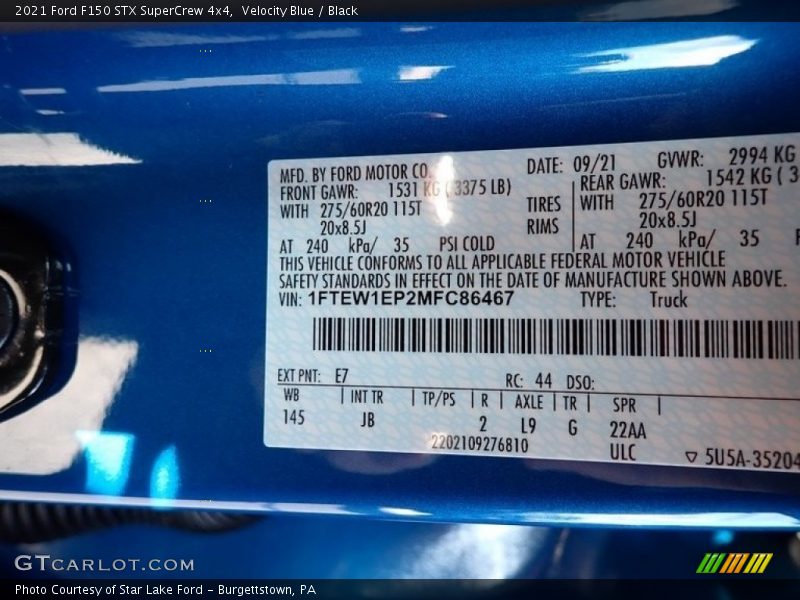 2021 Ford F150 STX SuperCrew 4x4, Velocity Blue / Black
MFD. BY FORD MOTOR CO. DATE: 09/21 GVWR: 2994 KG
FRONT GAWR: 1531 KG ( 3375 LB) REAR GAWR: 1542 KG ( 3
WITH 275/60R20 115T TIRES WITH 275/60R20 115T
20x8.5J RIMS 20x8.5J
AT 240 kPa/ 35 PSI COLD AT 240 kPa/ 35
THIS VEHICLE CONFORMS TO ALL APPLICABLE FEDERAL MOTOR VEHICLE
SAFETY STANDARDS IN EFFECT ON THE DATE OF MANUFACTURE SHOWN ABOVE.
VIN: 1FTEW1EP2MFC86467 TYPE: Truck
EXT PNT: E7 RC: 44 DSO:
WB INT TR TP/PS R AXLE TR SPR
145 JB 2 L9 G 22AA
2202109276810 ULC 5U5A-35204
GTCARLOT.COM
Photo Courtesy of Star Lake Ford - Burgettstown, PA